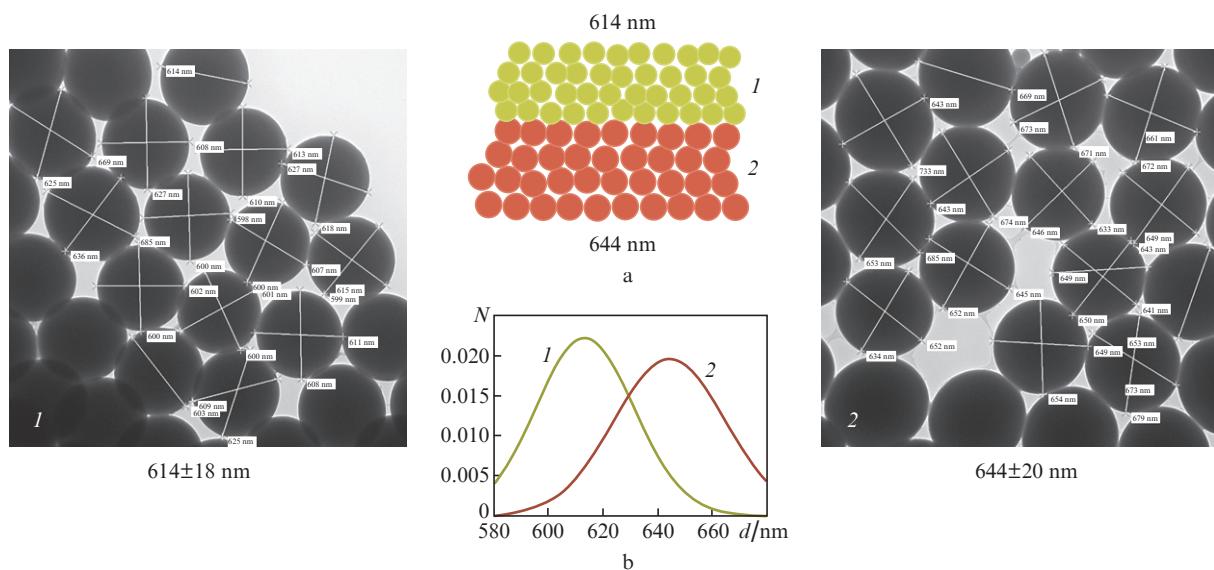 614 nm
669 nm
608 nm
613 nm
627 nm
625 nm
627 nm
610 nm
598 nm
618 nm
685 nm
636 nm
600 nm
607 nm
602 nm
600 nm
601 nm
615 nm
599 nm
600 nm
611 nm
600 nm
608 nm
609 nm
603 nm
625 nm
1
614±18 nm
614 nm
1
2
644 nm
a
N
1
2
0.020
0.015
0.010
0.005
0
580
600
620
640
660
d/nm
b
643 nm
669 nm
673 nm
661 nm
671 nm
672 nm
733 nm
643 nm
674 nm
646 nm
633 nm
649 nm
643 nm
653 nm
685 nm
649 nm
645 nm
641 nm
652 nm
650 nm
652 nm
653 nm
634 nm
649 nm
673 nm
654 nm
679 nm
2
644±20 nm